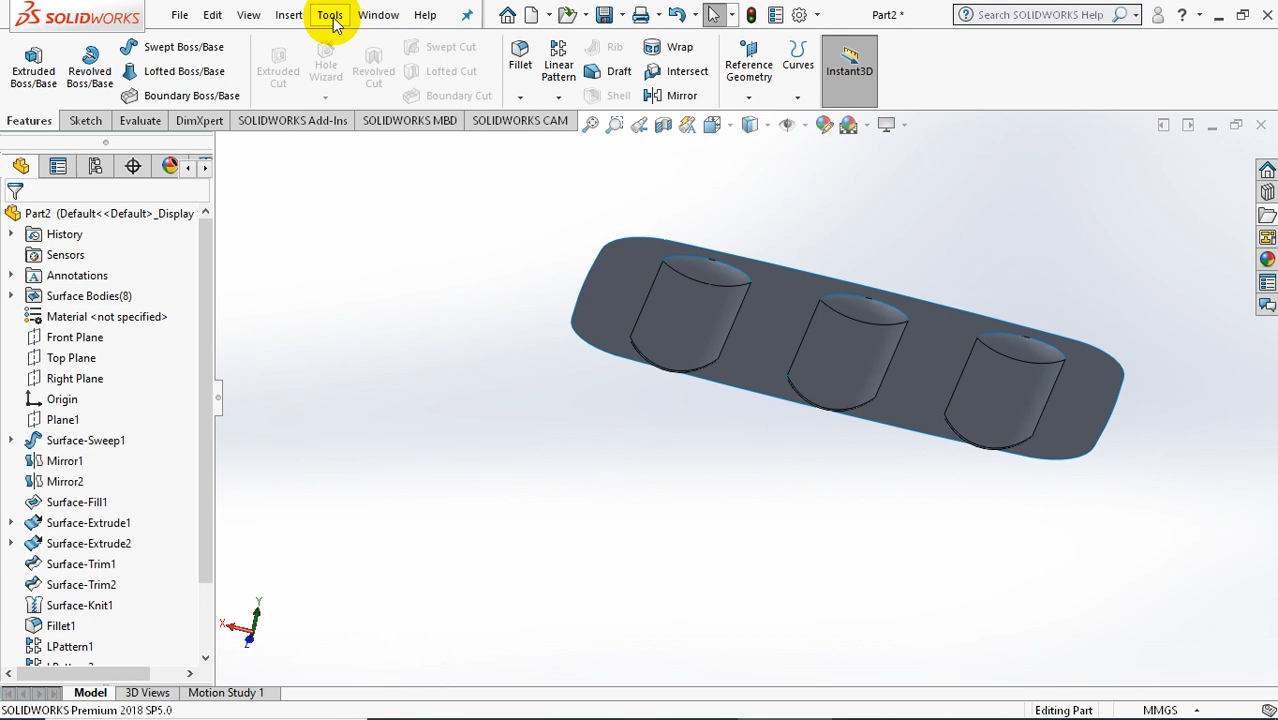 SOLIDWORKS File Edit View Insert Tools Window Help Part2 * Search SOLIDWORKS Help
Extruded Boss/Base
Revolved Boss/Base
Swept Boss/Base
Lofted Boss/Base
Boundary Boss/Base
Extruded Cut
Hole Wizard
Revolved Cut
Swept Cut
Lofted Cut
Boundary Cut
Fillet
Linear Pattern
Rib
Draft
Shell
Wrap
Intersect
Mirror
Reference Geometry
Curves
Instant3D
Features Sketch Evaluate DimXpert SOLIDWORKS Add-Ins SOLIDWORKS MBD SOLIDWORKS CAM
Part2 (Default<<Default>_Display
History
Sensors
Annotations
Surface Bodies(8)
Material <not specified>
Front Plane
Top Plane
Right Plane
Origin
Plane1
Surface-Sweep1
Mirror1
Mirror2
Surface-Fill1
Surface-Extrude1
Surface-Extrude2
Surface-Trim1
Surface-Trim2
Surface-Knit1
Fillet1
LPattern1
Y
X
Z
Model 3D Views Motion Study 1
SOLIDWORKS Premium 2018 SP5.0 Editing Part MMGS